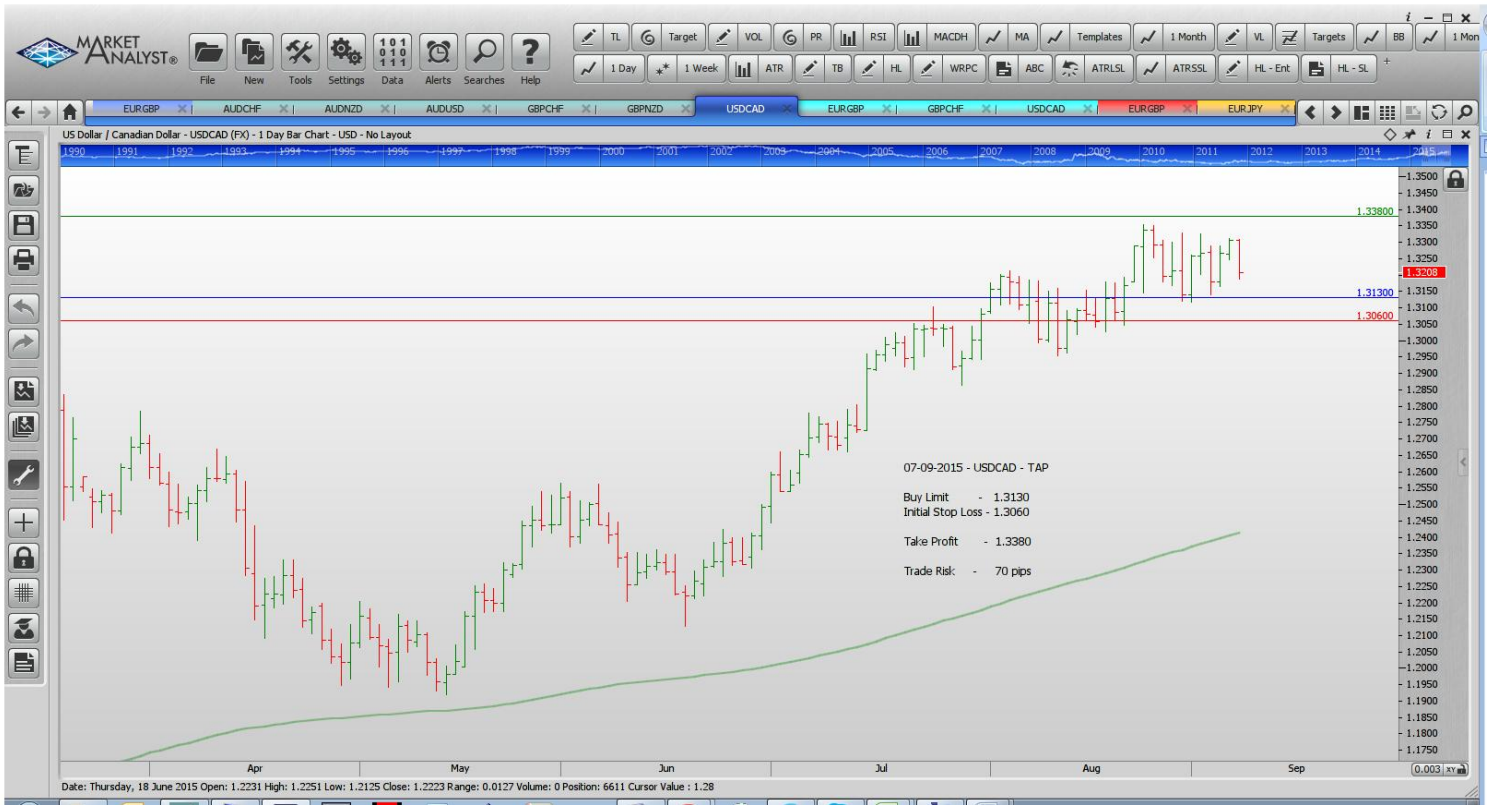 MARKET ANALYST®
File New Tools Settings Data Alerts Searches Help
101
010
111
TL Target VOL PR RSI MACDH MA Templates 1 Month VL Targets BB 1 Mon
1 Day 1 Week ATR TB HL WRPC ABC ATRLSL ATRSSL HL - Ent HL - SL
EURGBP AUDCHF AUDNZD AUDUSD GBPCHF GBPNZD USDCAD EURGBP GBPCHF USDCAD EURGBP EURJPY
US Dollar / Canadian Dollar - USDCAD (FX) - 1 Day Bar Chart - USD - No Layout
1990 1991 1992 1993 1994 1995 1996 1997 1998 1999 2000 2001 2002 2003 2004 2005 2006 2007 2008 2009 2010 2011 2012 2013 2014 2015
1.3500
1.3450
1.3400
1.33800
1.3350
1.3300
1.3250
1.3208
1.3150
1.31300
1.3100
1.30600
1.3050
1.3000
1.2950
1.2900
1.2850
1.2800
1.2750
1.2700
1.2650
1.2600
1.2550
1.2500
1.2450
1.2400
1.2350
1.2300
1.2250
1.2200
1.2150
1.2100
1.2050
1.2000
1.1950
1.1900
1.1850
1.1800
1.1750
07-09-2015 - USDCAD - TAP
Buy Limit - 1.3130
Initial Stop Loss - 1.3060
Take Profit - 1.3380
Trade Risk - 70 pips
Apr May Jun Jul Aug Sep
0.003 XY
Date: Thursday, 18 June 2015 Open: 1.2231 High: 1.2251 Low: 1.2125 Close: 1.2223 Range: 0.0127 Volume: 0 Position: 6611 Cursor Value : 1.28